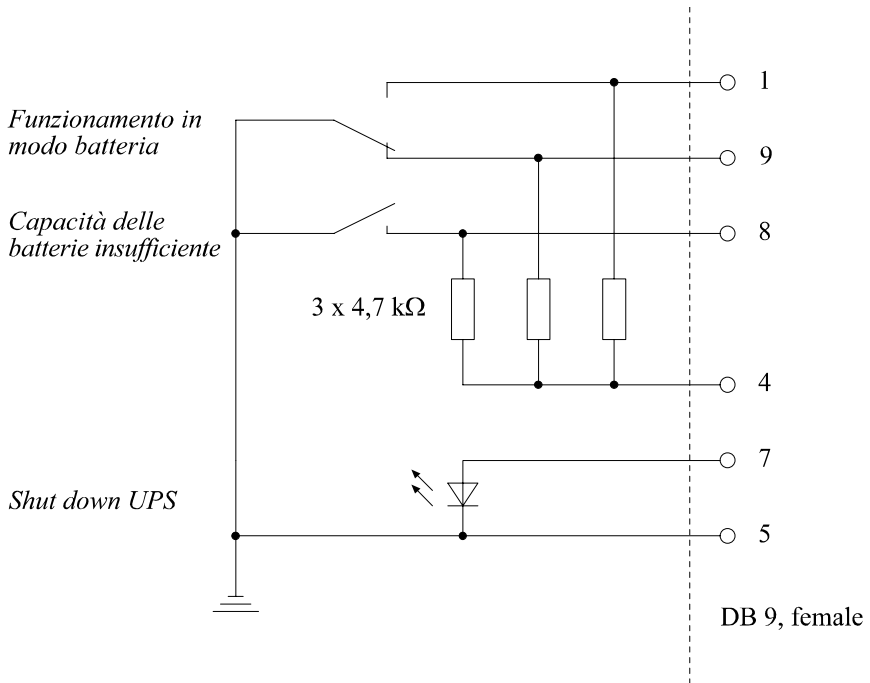 1
Funzionamento in
modo batteria
9
Capacità delle
batterie insufficiente
8
3 x 4,7 kΩ
4
7
Shut down UPS
5
DB 9, female